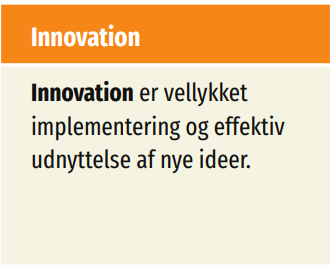 Innovation
Innovation er vellykket
implementering og effektiv
udnyttelse af nye ideer.